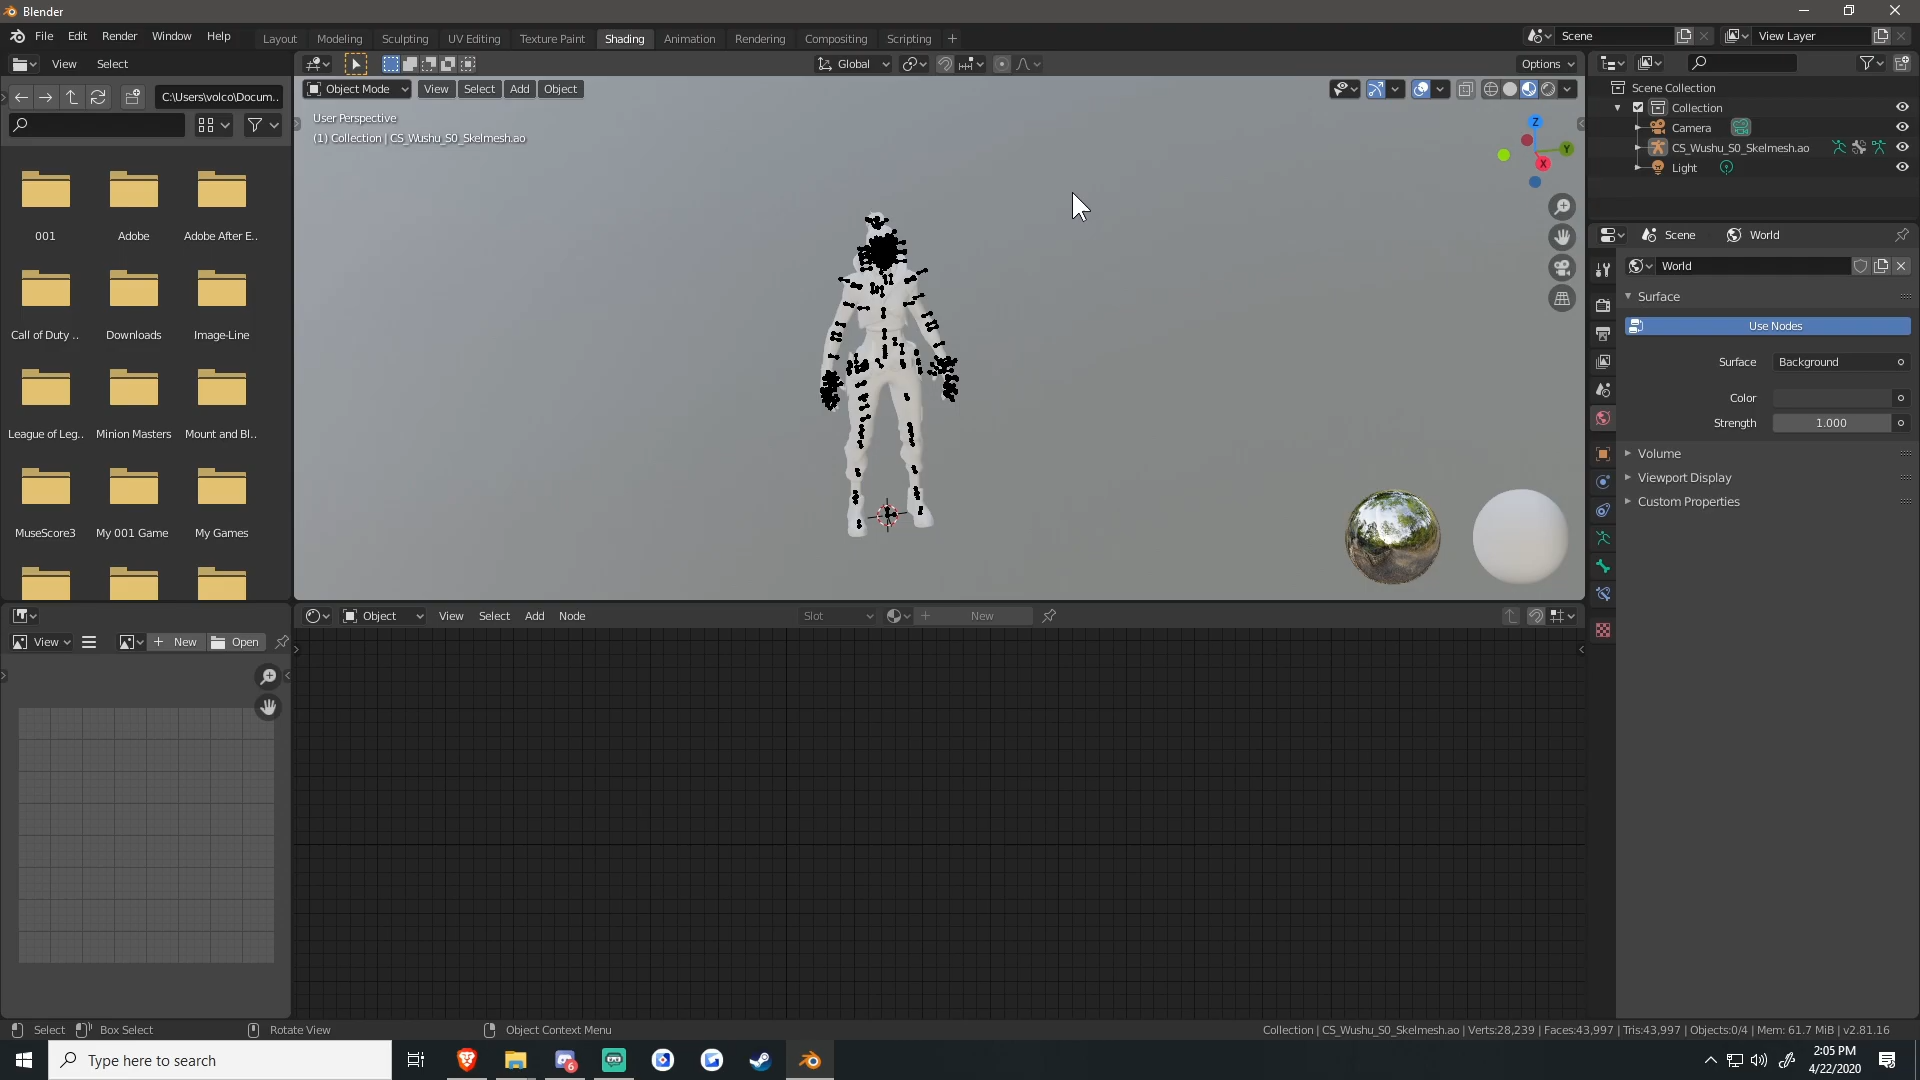 Blender
File Edit Render Window Help
Layout Modeling Sculpting UV Editing Texture Paint Shading Animation Rendering Compositing Scripting +
Scene
View Layer
View Select
Global
Options
C:\Users\volco\Docum..
Object Mode View Select Add Object
User Perspective
(1) Collection | CS_Wushu_S0_Skelmesh.ao
Z
Y
X
Scene Collection
Collection
Camera
CS_Wushu_S0_Skelmesh.ao
Light
Scene World
World
Surface
Use Nodes
Surface Background
Color
Strength 1.000
Volume
Viewport Display
Custom Properties
001 Adobe Adobe After E..
Call of Duty .. Downloads Image-Line
League of Leg.. Minion Masters Mount and Bl..
MuseScore3 My 001 Game My Games
View + New Open
Object View Select Add Node
Slot
+ New
Select Box Select Rotate View Object Context Menu
Collection | CS_Wushu_S0_Skelmesh.ao | Verts:28,239 | Faces:43,997 | Tris:43,997 | Objects:0/4 | Mem: 61.7 MiB | v2.81.16
Type here to search
6
2:05 PM
4/22/2020